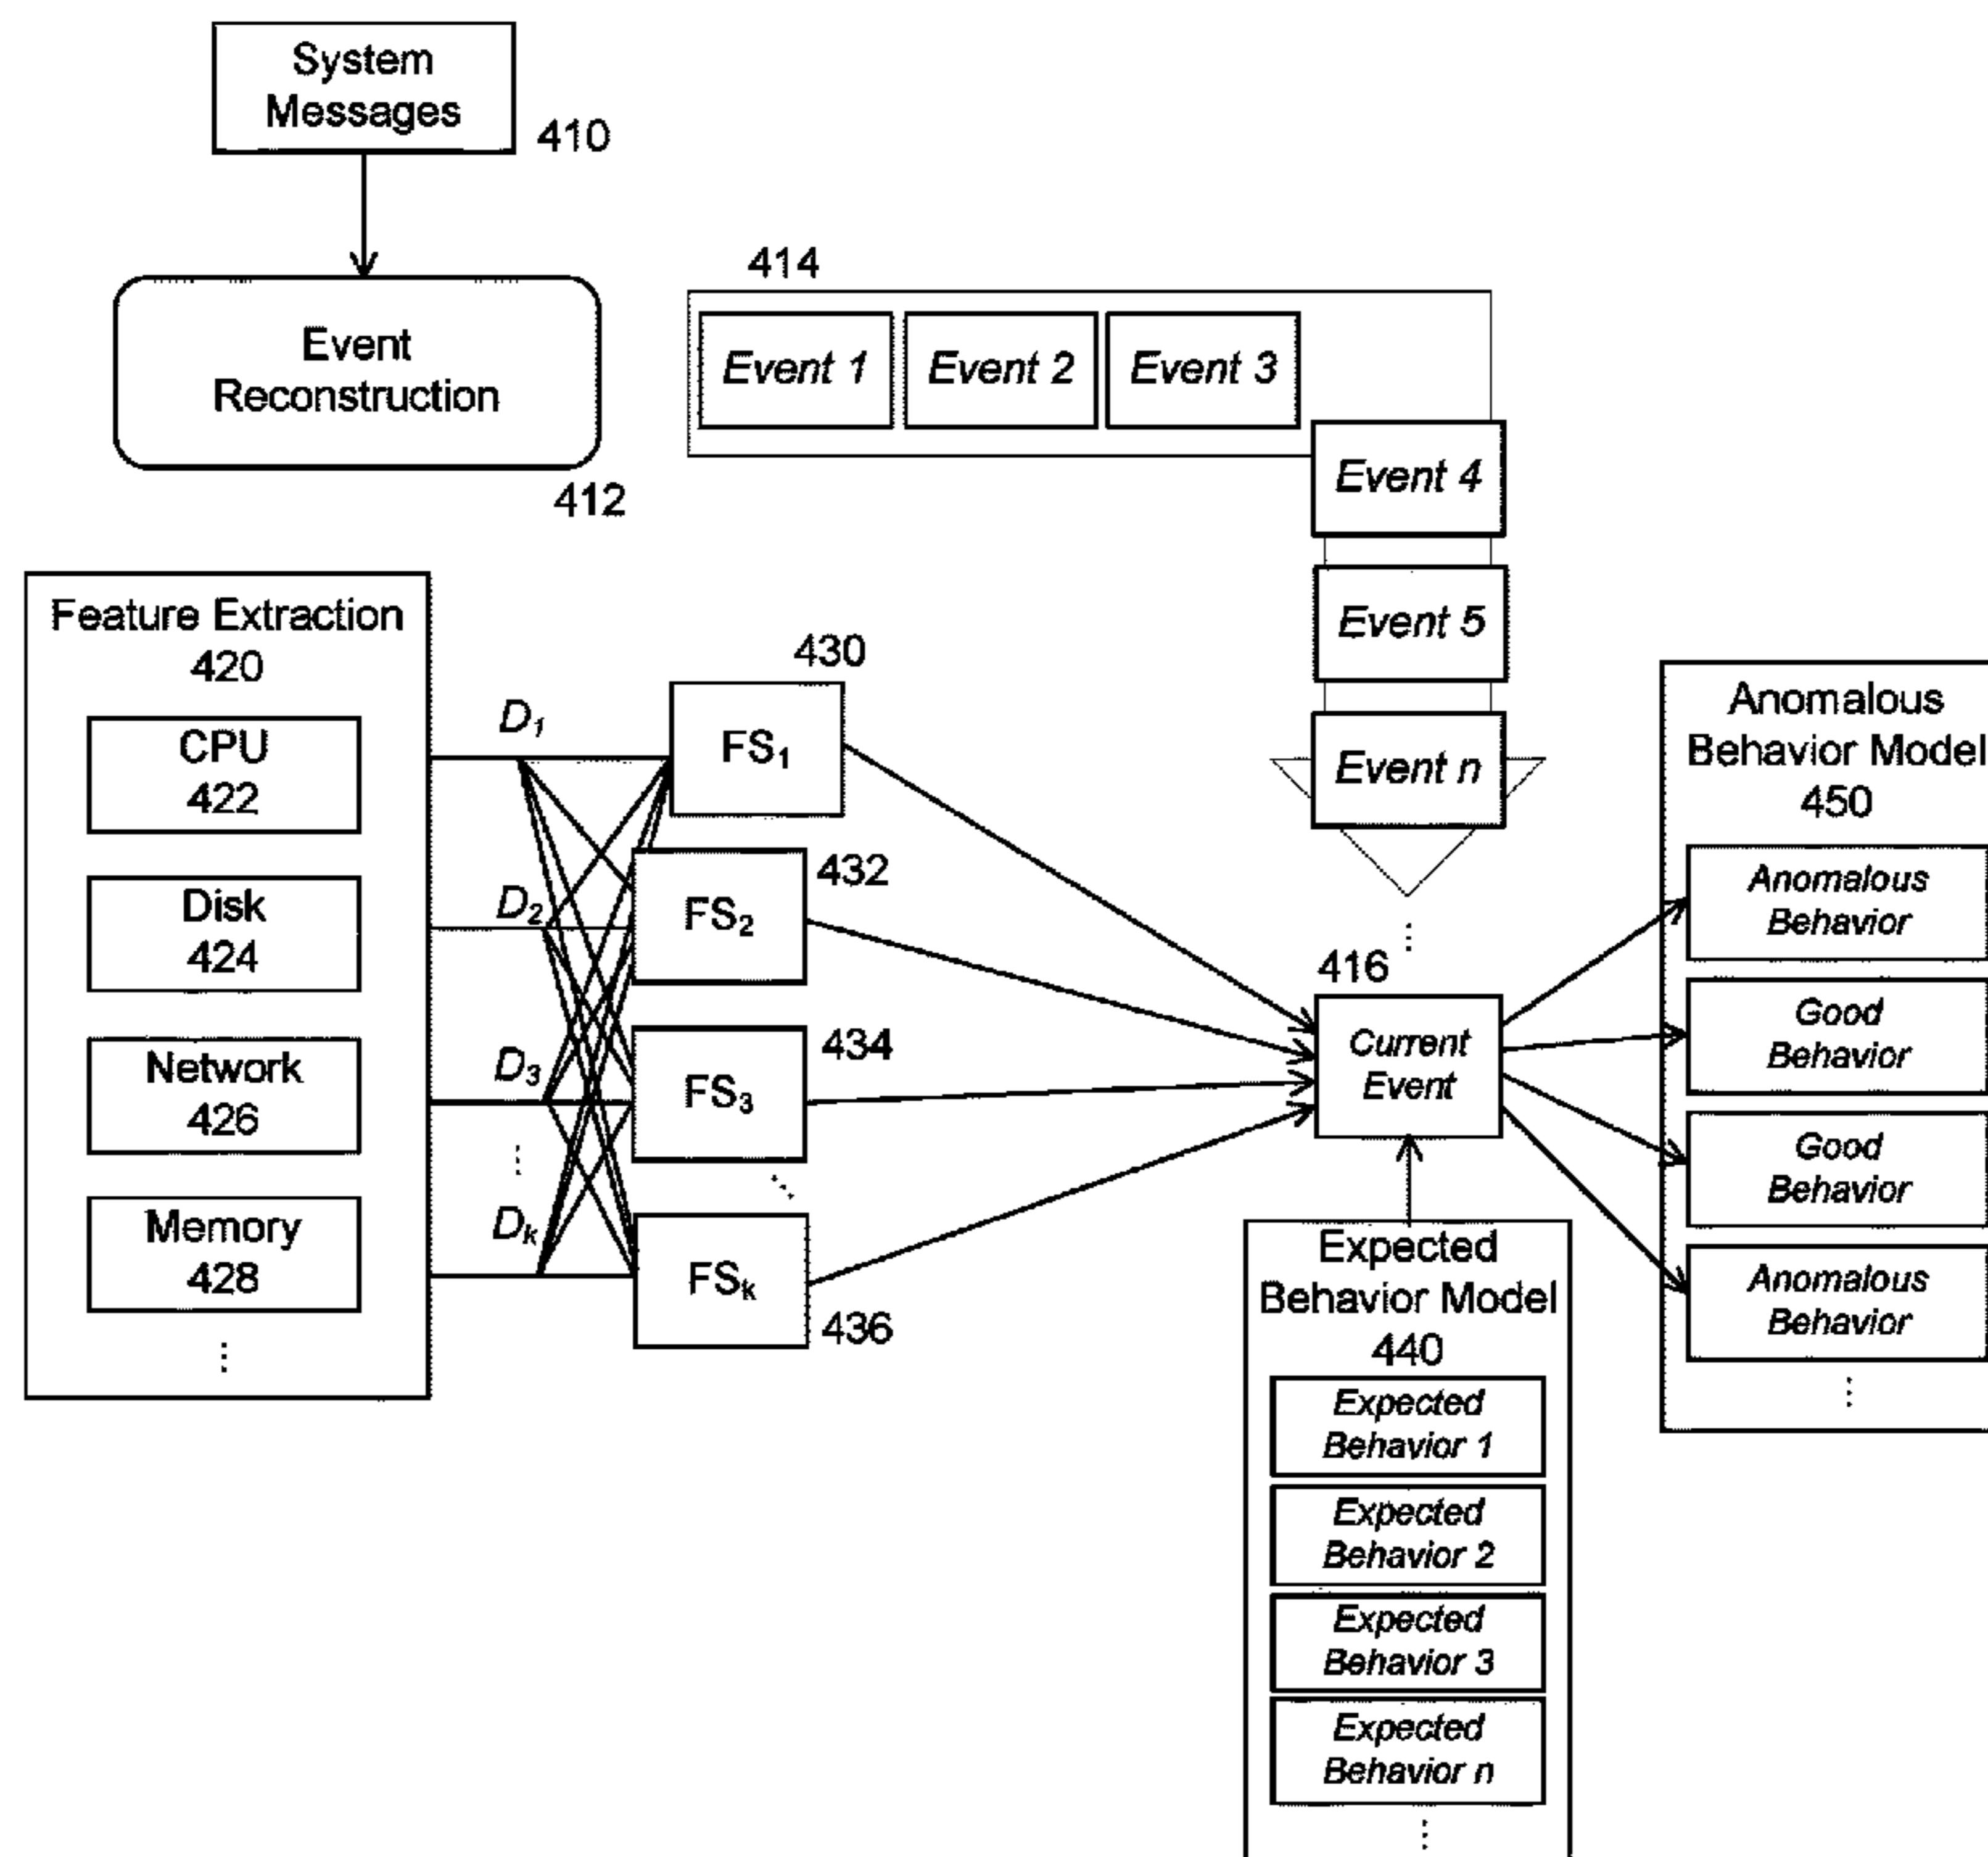 System
Messages
410
Event
Reconstruction
412
414
Event 1
Event 2
Event 3
Event 4
Event 5
Event n
⋮
Feature Extraction
420
CPU
422
Disk
424
Network
426
Memory
428
⋮
D1
D2
D3
⋮
Dk
430
FS1
432
FS2
434
FS3
⋱
FSk
436
416
Current
Event
Expected
Behavior Model
440
Expected
Behavior 1
Expected
Behavior 2
Expected
Behavior 3
Expected
Behavior n
⋮
Anomalous
Behavior Model
450
Anomalous
Behavior
Good
Behavior
Good
Behavior
Anomalous
Behavior
⋮